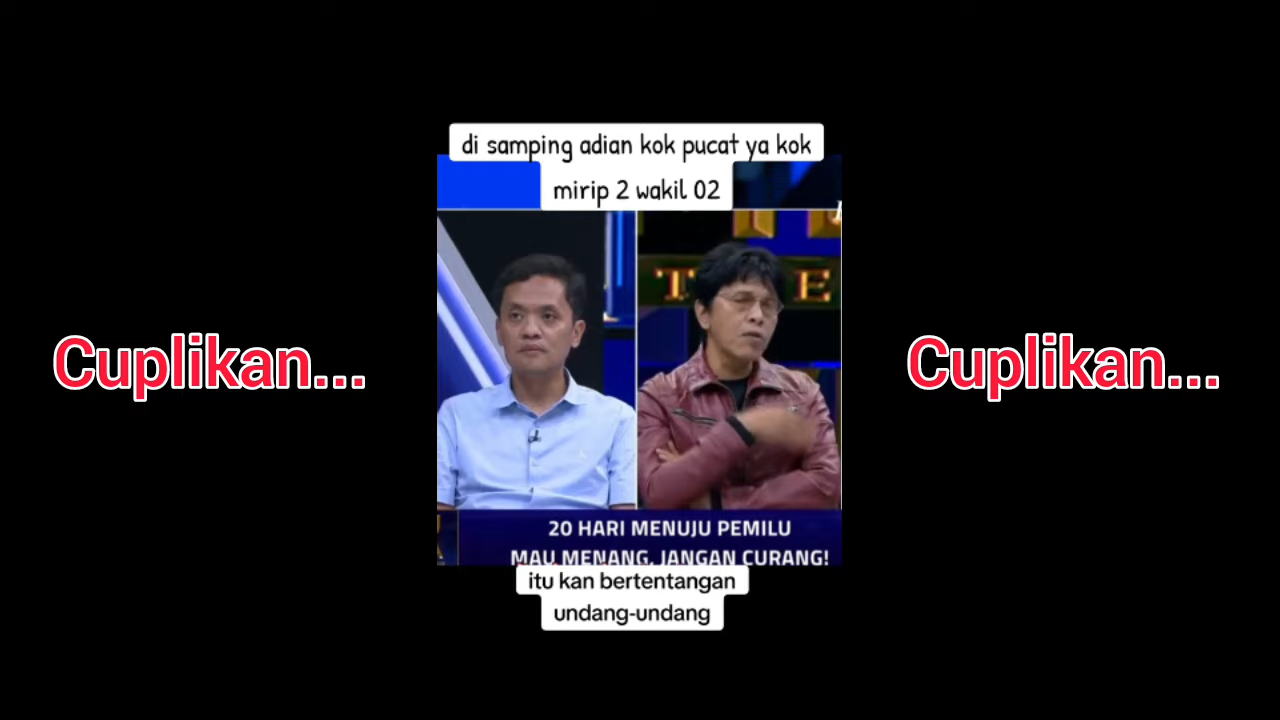 di samping adian kok pucat ya kok
mirip 2 wakil 02
Cuplikan...
Cuplikan...
20 HARI MENUJU PEMILU
MAU MENANG, JANGAN CURANG!
itu kan bertentangan
undang-undang